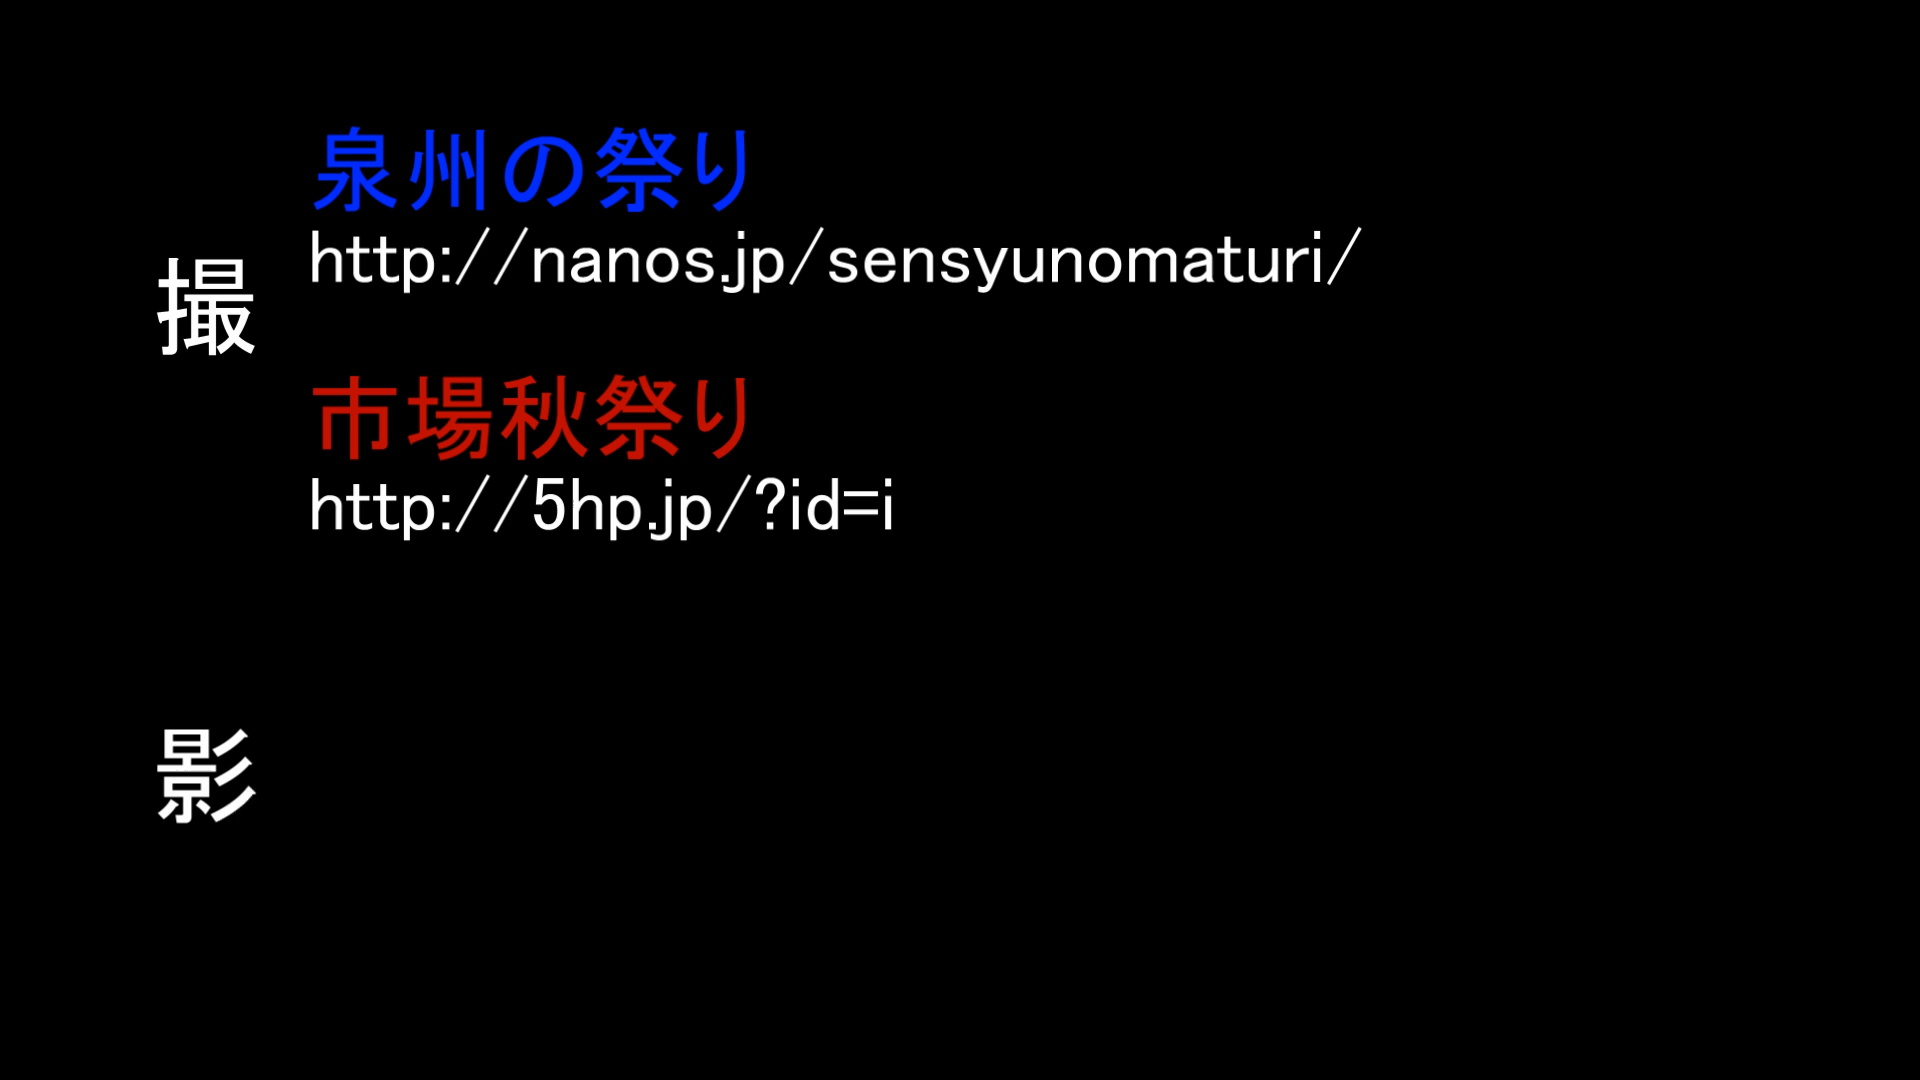 撮影
泉州の祭り
http://nanos.jp/sensyunomaturi/
市場秋祭り
http://5hp.jp/?id=i